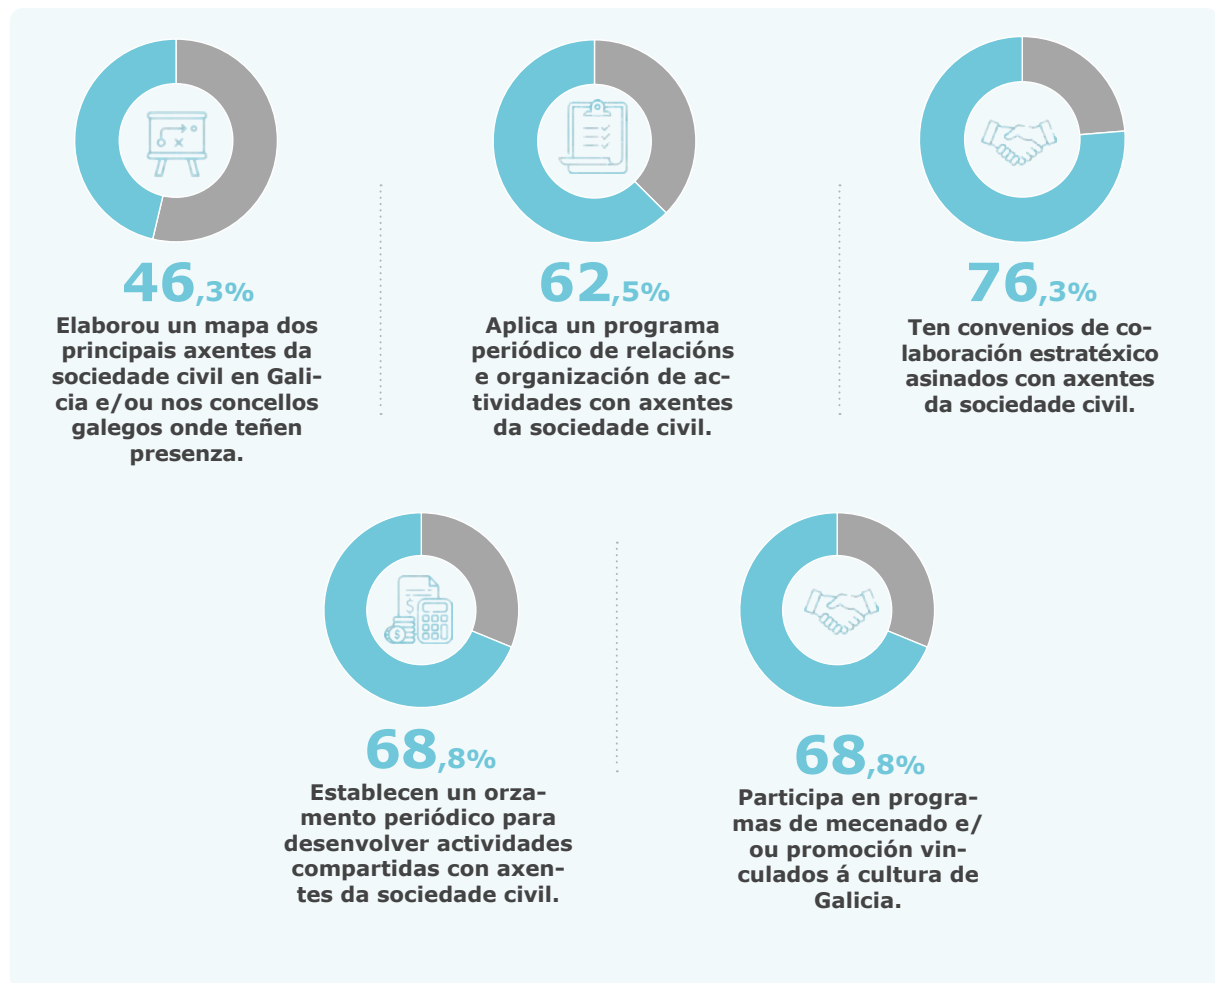 46,3%
Elaborou un mapa dos
principais axentes da
sociedade civil en Gali-
cia e/ou nos concellos
galegos onde teñen
presenza.
62,5%
Aplica un programa
periódico de relacións
e organización de ac-
tividades con axentes
da sociedade civil.
76,3%
Ten convenios de co-
laboración estratéxico
asinados con axentes
da sociedade civil.
68,8%
Establecen un orza-
mento periódico para
desenvolver actividades
compartidas con axen-
tes da sociedade civil.
68,8%
Participa en progra-
mas de mecenado e/
ou promoción vin-
culados á cultura de
Galicia.